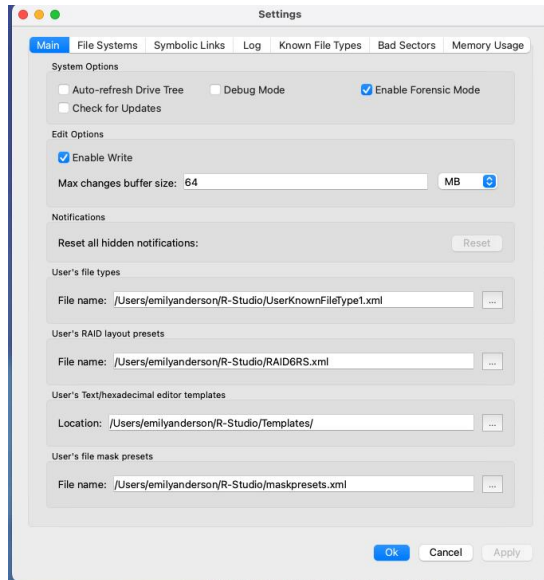 Settings
Main File Systems Symbolic Links Log Known File Types Bad Sectors Memory Usage
System Options
Auto-refresh Drive Tree Debug Mode Enable Forensic Mode
Check for Updates
Edit Options
Enable Write
Max changes buffer size: 64 MB
Notifications
Reset all hidden notifications: Reset
User's file types
File name: /Users/emilyanderson/R-Studio/UserKnownFileType1.xml ...
User's RAID layout presets
File name: /Users/emilyanderson/R-Studio/RAID6RS.xml ...
User's Text/hexadecimal editor templates
Location: /Users/emilyanderson/R-Studio/Templates/ ...
User's file mask presets
File name: /Users/emilyanderson/R-Studio/maskpresets.xml ...
Ok Cancel Apply